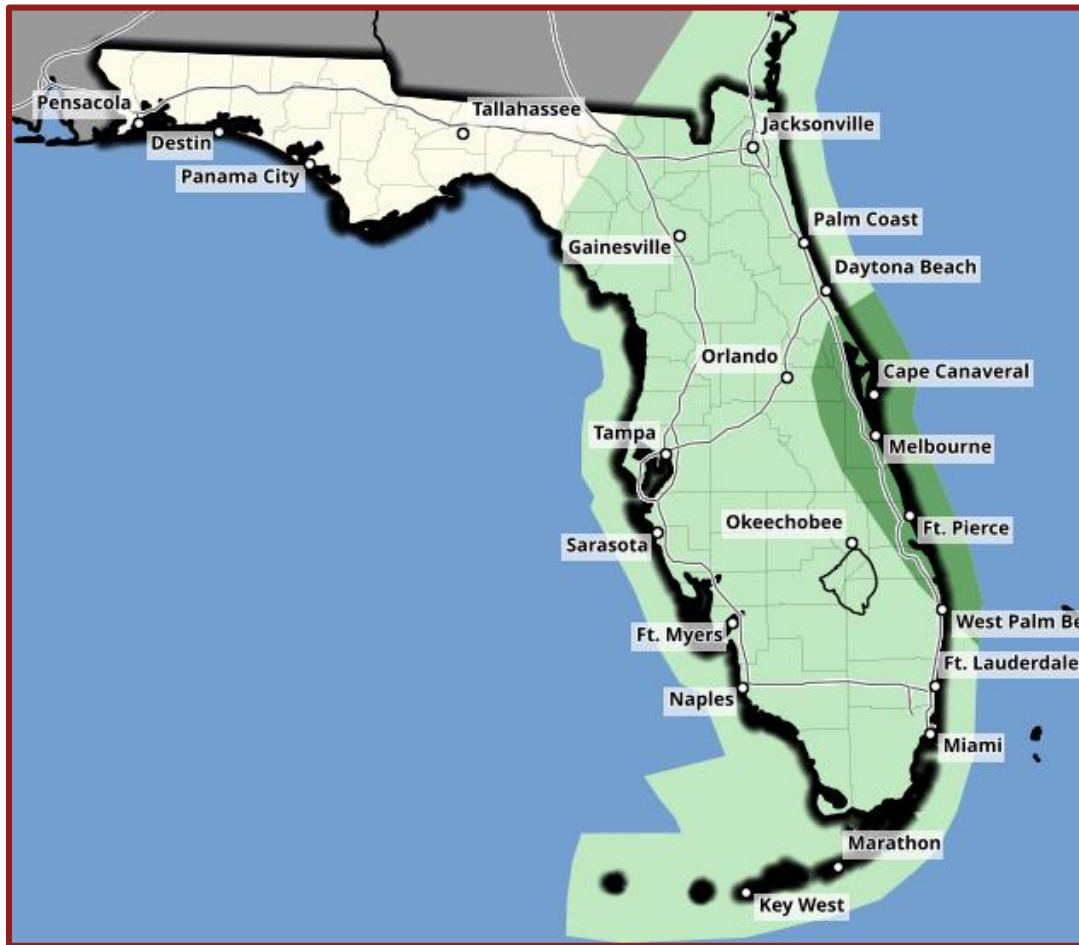 Pensacola
Tallahassee
Destin
Panama City
Jacksonville
Palm Coast
Gainesville
Daytona Beach
Orlando
Cape Canaveral
Tampa
Melbourne
Okeechobee
Ft. Pierce
Sarasota
West Palm Be
Ft. Myers
Ft. Lauderdale
Naples
Miami
Marathon
Key West